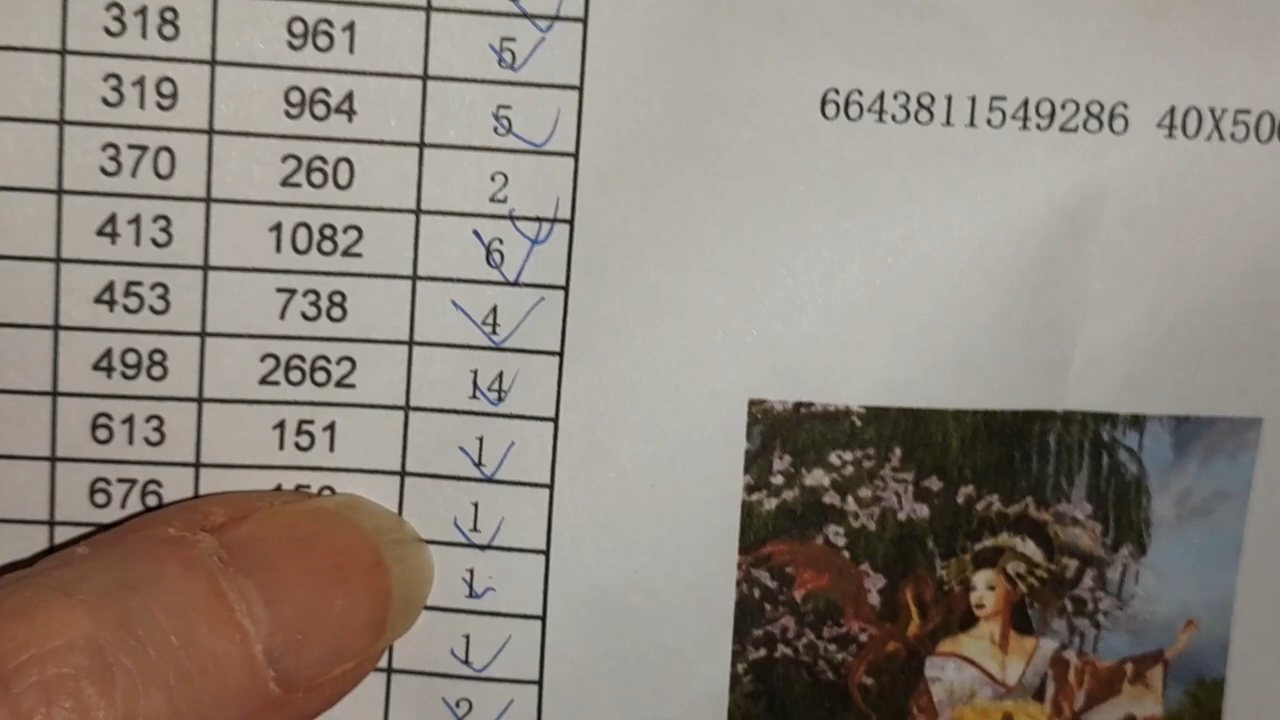 318 961 5
319 964 5
370 260 2
413 1082 6
453 738 4
498 2662 14
613 151 1
676 1
1
1
2
6643811549286 40X50